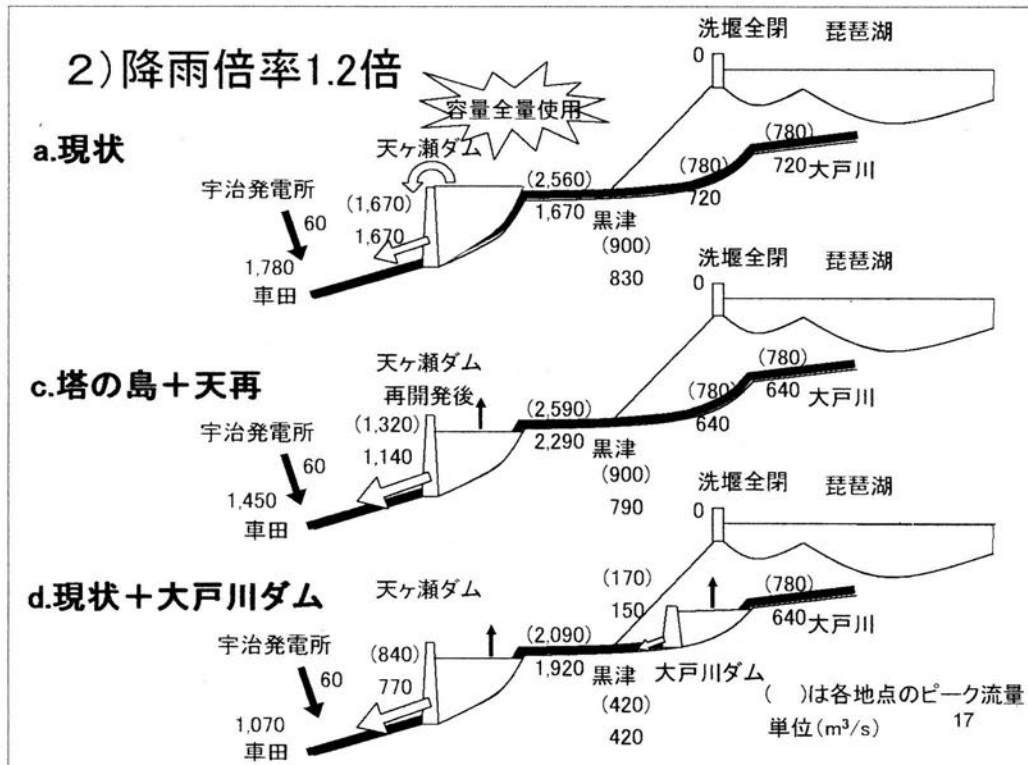 2)降雨倍率1.2倍
洗堰全閉 琵琶湖
0
容量全量使用
a.現状
天ヶ瀬ダム
宇治発電所
60
(1,670)
1,670
(2,560)
1,670
(780)
720
(780)
720
大戸川
黒津
(900)
830
1,780
車田
洗堰全閉 琵琶湖
0
c.塔の島+天再
天ヶ瀬ダム
再開発後
宇治発電所
60
(1,320)
1,140
(2,590)
2,290
(780)
640
(780)
640
大戸川
黒津
(900)
790
1,450
車田
洗堰全閉 琵琶湖
0
d.現状+大戸川ダム
天ヶ瀬ダム
宇治発電所
60
(840)
770
(2,090)
1,920
(170)
150
(780)
640
大戸川
黒津
大戸川ダム
(420)
420
1,070
車田
( )は各地点のピーク流量
単位(m³/s)
17